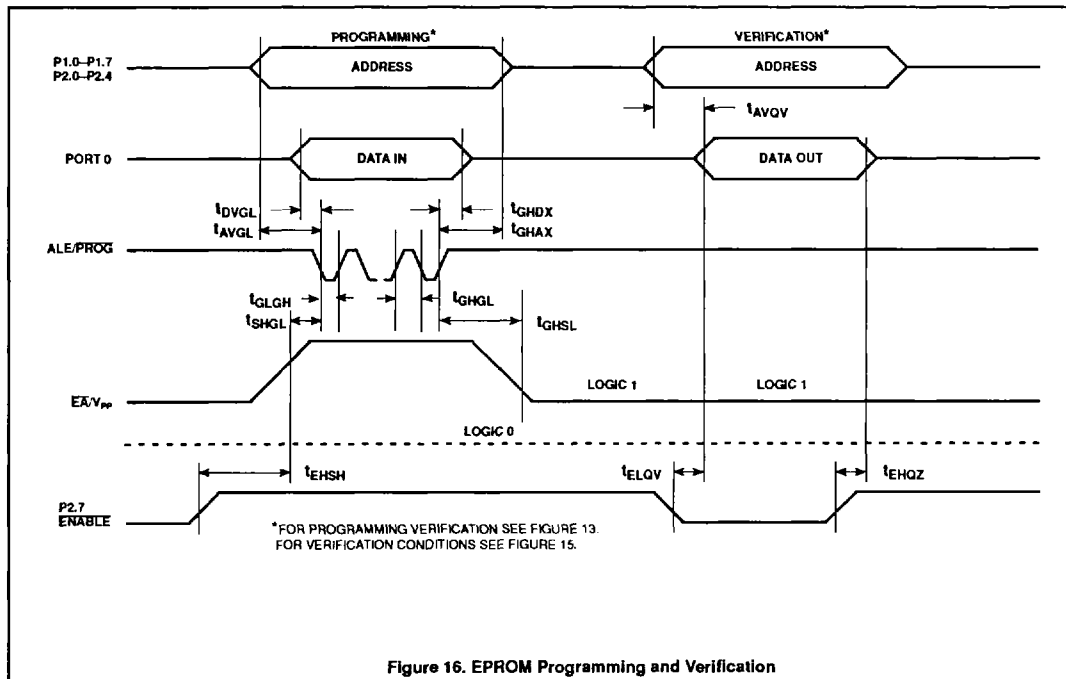 PROGRAMMING*
VERIFICATION*
P1.0–P1.7
P2.0–P2.4
ADDRESS
ADDRESS
tAVQV
PORT 0
DATA IN
DATA OUT
tDVGL
tGHDX
tAVGL
tGHAX
ALE/PROG
tGLGH
tGHGL
tSHGL
tGHSL
LOGIC 1
LOGIC 1
EA/VPP
LOGIC 0
tEHSH
tELQV
tEHQZ
P2.7
ENABLE
*FOR PROGRAMMING VERIFICATION SEE FIGURE 13.
FOR VERIFICATION CONDITIONS SEE FIGURE 15.
Figure 16. EPROM Programming and Verification